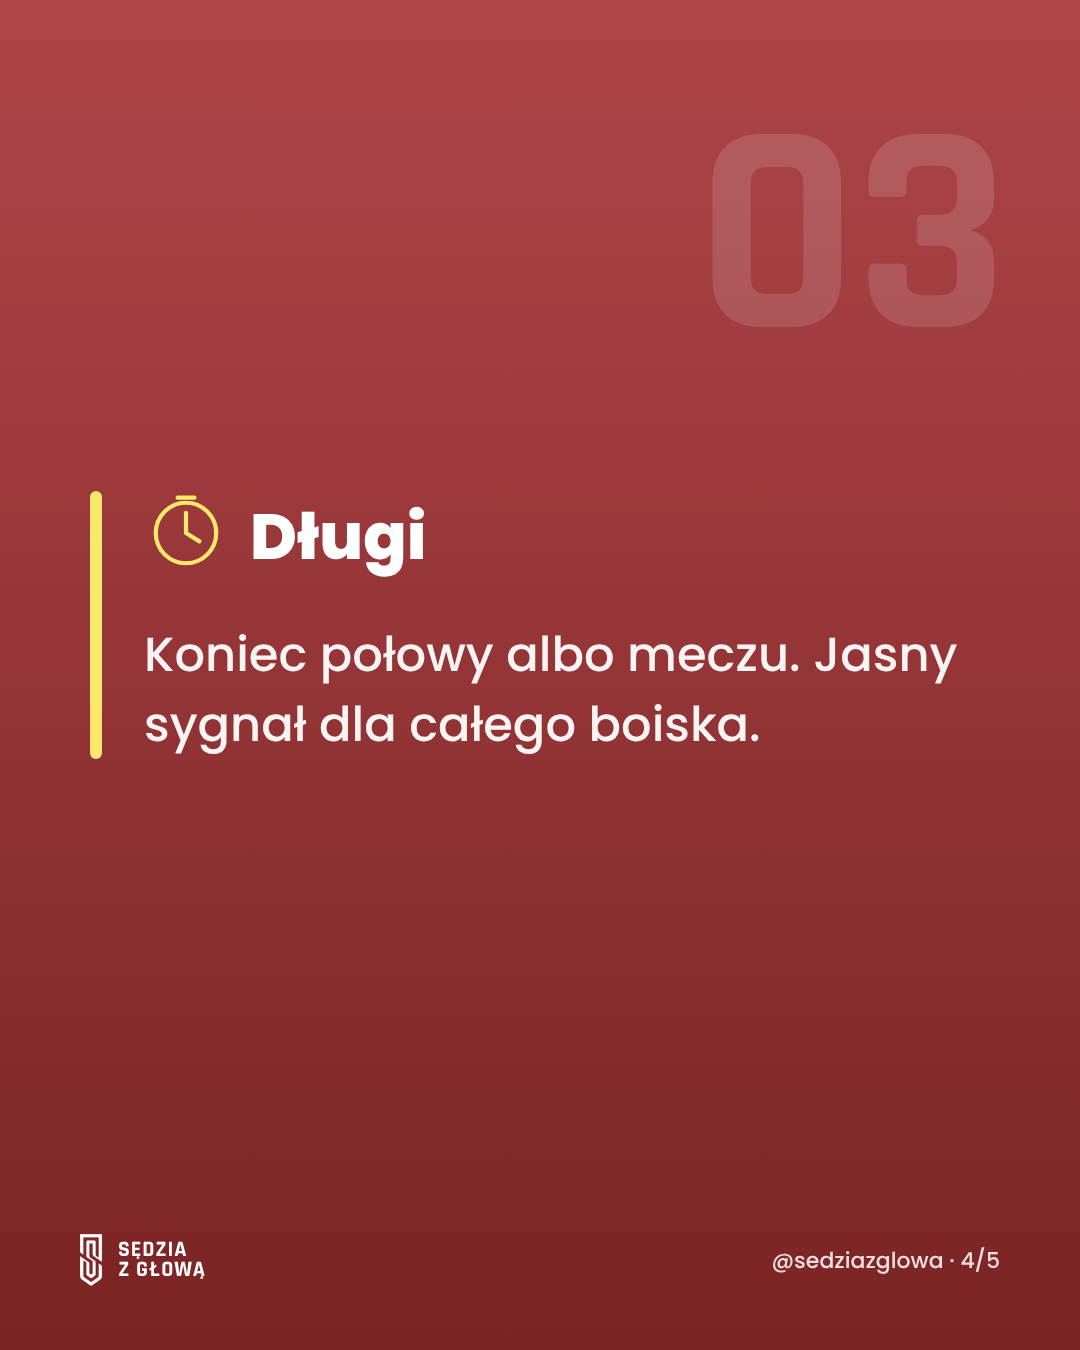 03
Długi
Koniec połowy albo meczu. Jasny
sygnał dla całego boiska.
SĘDZIA
Z GŁOWĄ
@sedziazglowa · 4/5